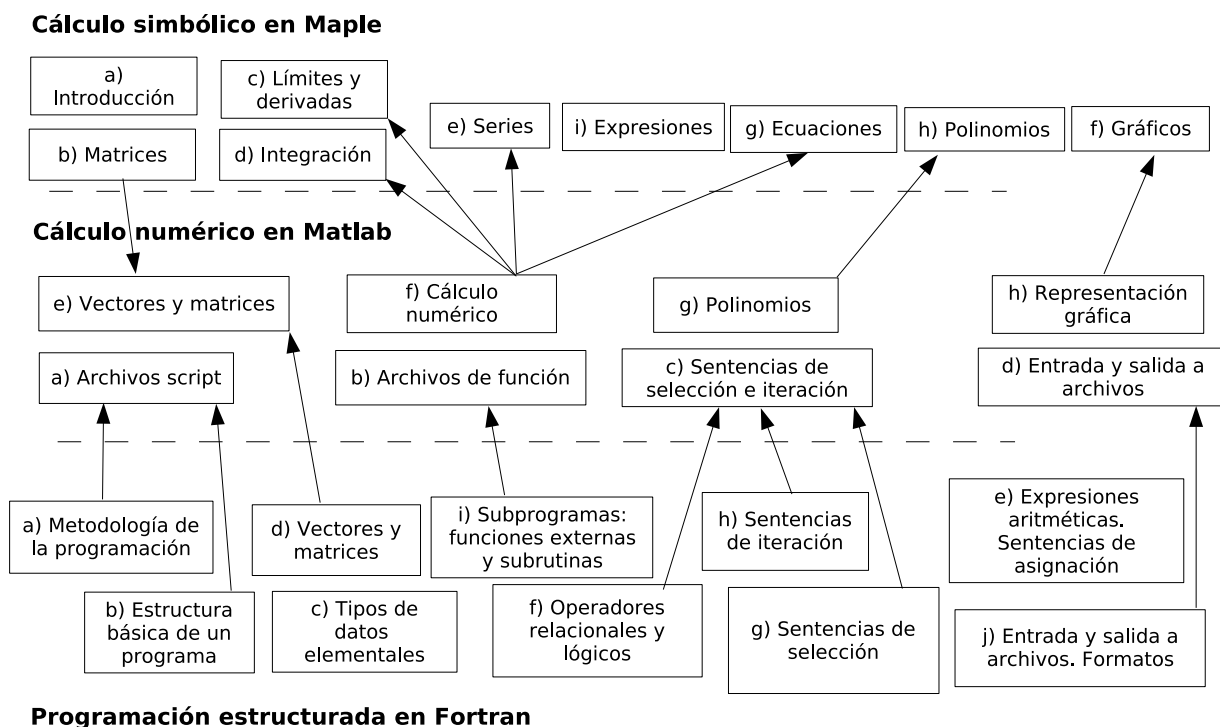 Cálculo simbólico en Maple
a)
Introducción
c) Límites y
derivadas
e) Series
i) Expresiones
g) Ecuaciones
h) Polinomios
f) Gráficos
b) Matrices
d) Integración
Cálculo numérico en Matlab
e) Vectores y matrices
f) Cálculo
numérico
g) Polinomios
h) Representación
gráfica
a) Archivos script
b) Archivos de función
c) Sentencias de
selección e iteración
d) Entrada y salida a
archivos
a) Metodología de
la programación
d) Vectores y
matrices
i) Subprogramas:
funciones externas
y subrutinas
h) Sentencias
de iteración
e) Expresiones
aritméticas.
Sentencias de
asignación
b) Estructura
básica de un
programa
c) Tipos de
datos
elementales
f) Operadores
relacionales y
lógicos
g) Sentencias de
selección
j) Entrada y salida a
archivos. Formatos
Programación estructurada en Fortran